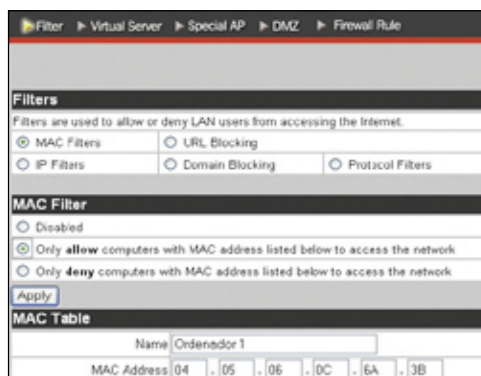 Filter Virtual Server Special AP DMZ Firewall Rule
Filters
Filters are used to allow or deny LAN users from accessing the Internet.
MAC Filters URL Blocking
IP Filters Domain Blocking Protocol Filters
MAC Filter
Disabled
Only allow computers with MAC address listed below to access the network
Only deny computers with MAC address listed below to access the network
Apply
MAC Table
Name Ordenador 1
MAC Address 04 . 05 . 06 . 0C . 6A . 3B